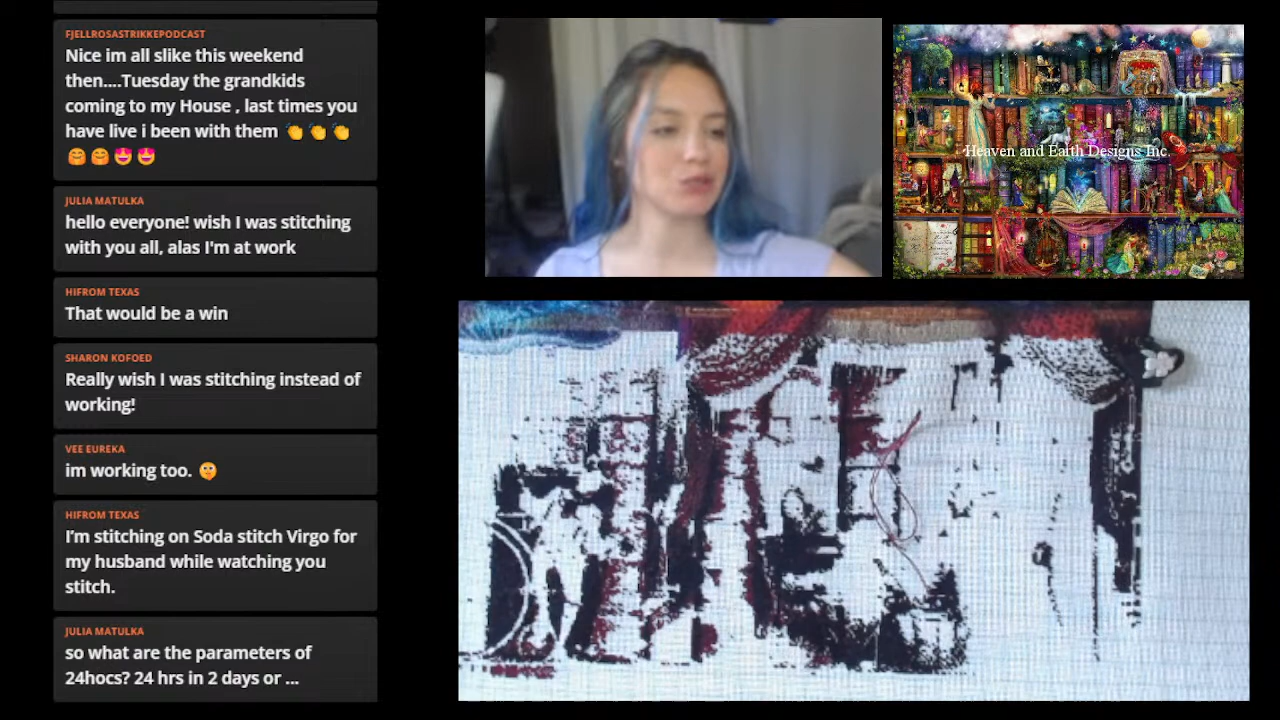 FJELLROSASTRIKKEPODCAST
Nice im all slike this weekend
then....Tuesday the grandkids
coming to my House , last times you
have live i been with them 👏👏👏
🤗🤗😍😍
JULIA MATULKA
hello everyone! wish I was stitching
with you all, alas I'm at work
HIFROM TEXAS
That would be a win
SHARON KOFOED
Really wish I was stitching instead of
working!
VEE EUREKA
im working too. 🫣
HIFROM TEXAS
I'm stitching on Soda stitch Virgo for
my husband while watching you
stitch.
JULIA MATULKA
so what are the parameters of
24hocs? 24 hrs in 2 days or ...
Heaven and Earth Designs Inc.